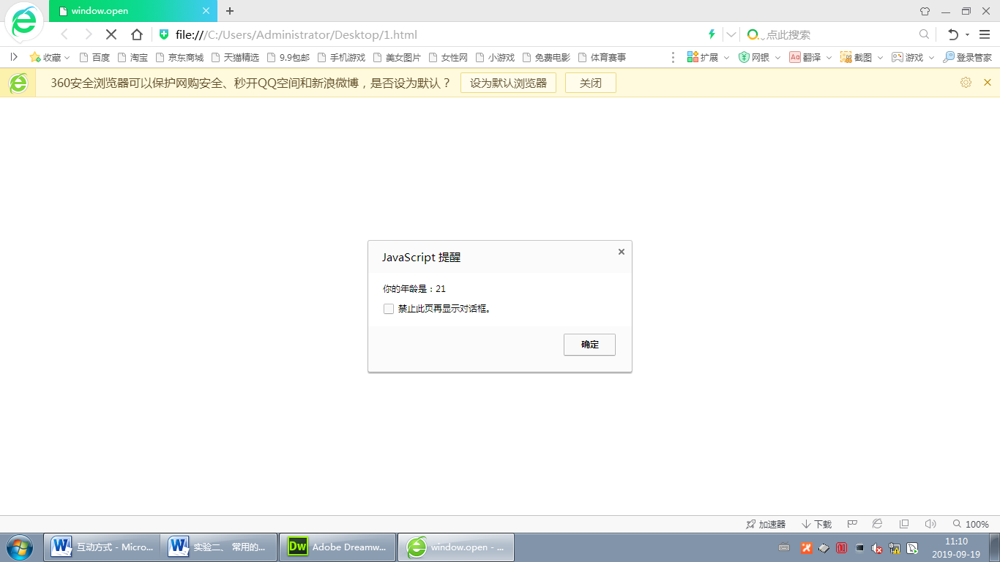 window.open
file:///C:/Users/Administrator/Desktop/1.html
点此搜索
收藏 百度 淘宝 京东商城 天猫精选 9.9包邮 手机游戏 美女图片 女性网 小游戏 免费电影 体育赛事 扩展 网银 翻译 截图 游戏 登录管家
360安全浏览器可以保护网购安全、秒开QQ空间和新浪微博，是否设为默认？ 设为默认浏览器 关闭
JavaScript 提醒
你的年龄是：21
禁止此页再显示对话框。
确定
加速器 下载 100%
互动方式 - Micro... 实验二、 常用的... Adobe Dreamw... window.open - ...
11:10
2019-09-19